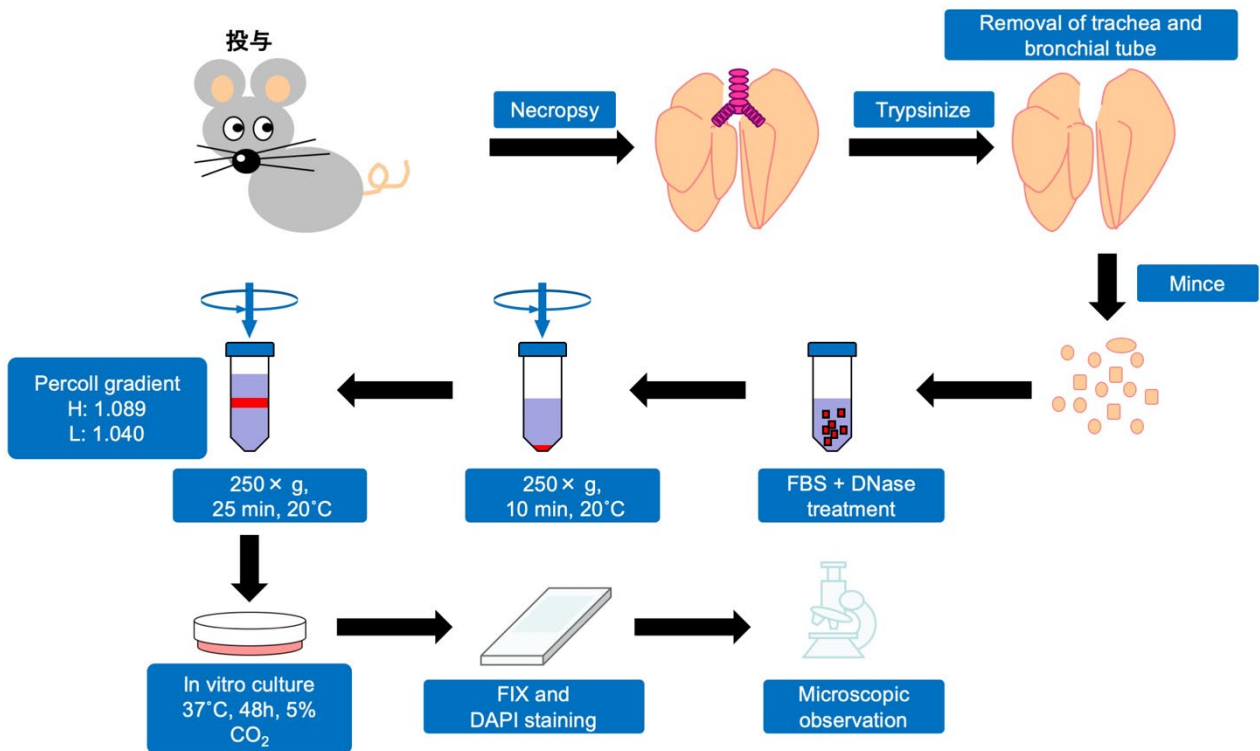 投与
Necropsy
Trypsinize
Removal of trachea and
bronchial tube
Mince
FBS + DNase
treatment
250× g,
10 min, 20˚C
Percoll gradient
H: 1.089
L: 1.040
250× g,
25 min, 20˚C
In vitro culture
37˚C, 48h, 5%
CO₂
FIX and
DAPI staining
Microscopic
observation